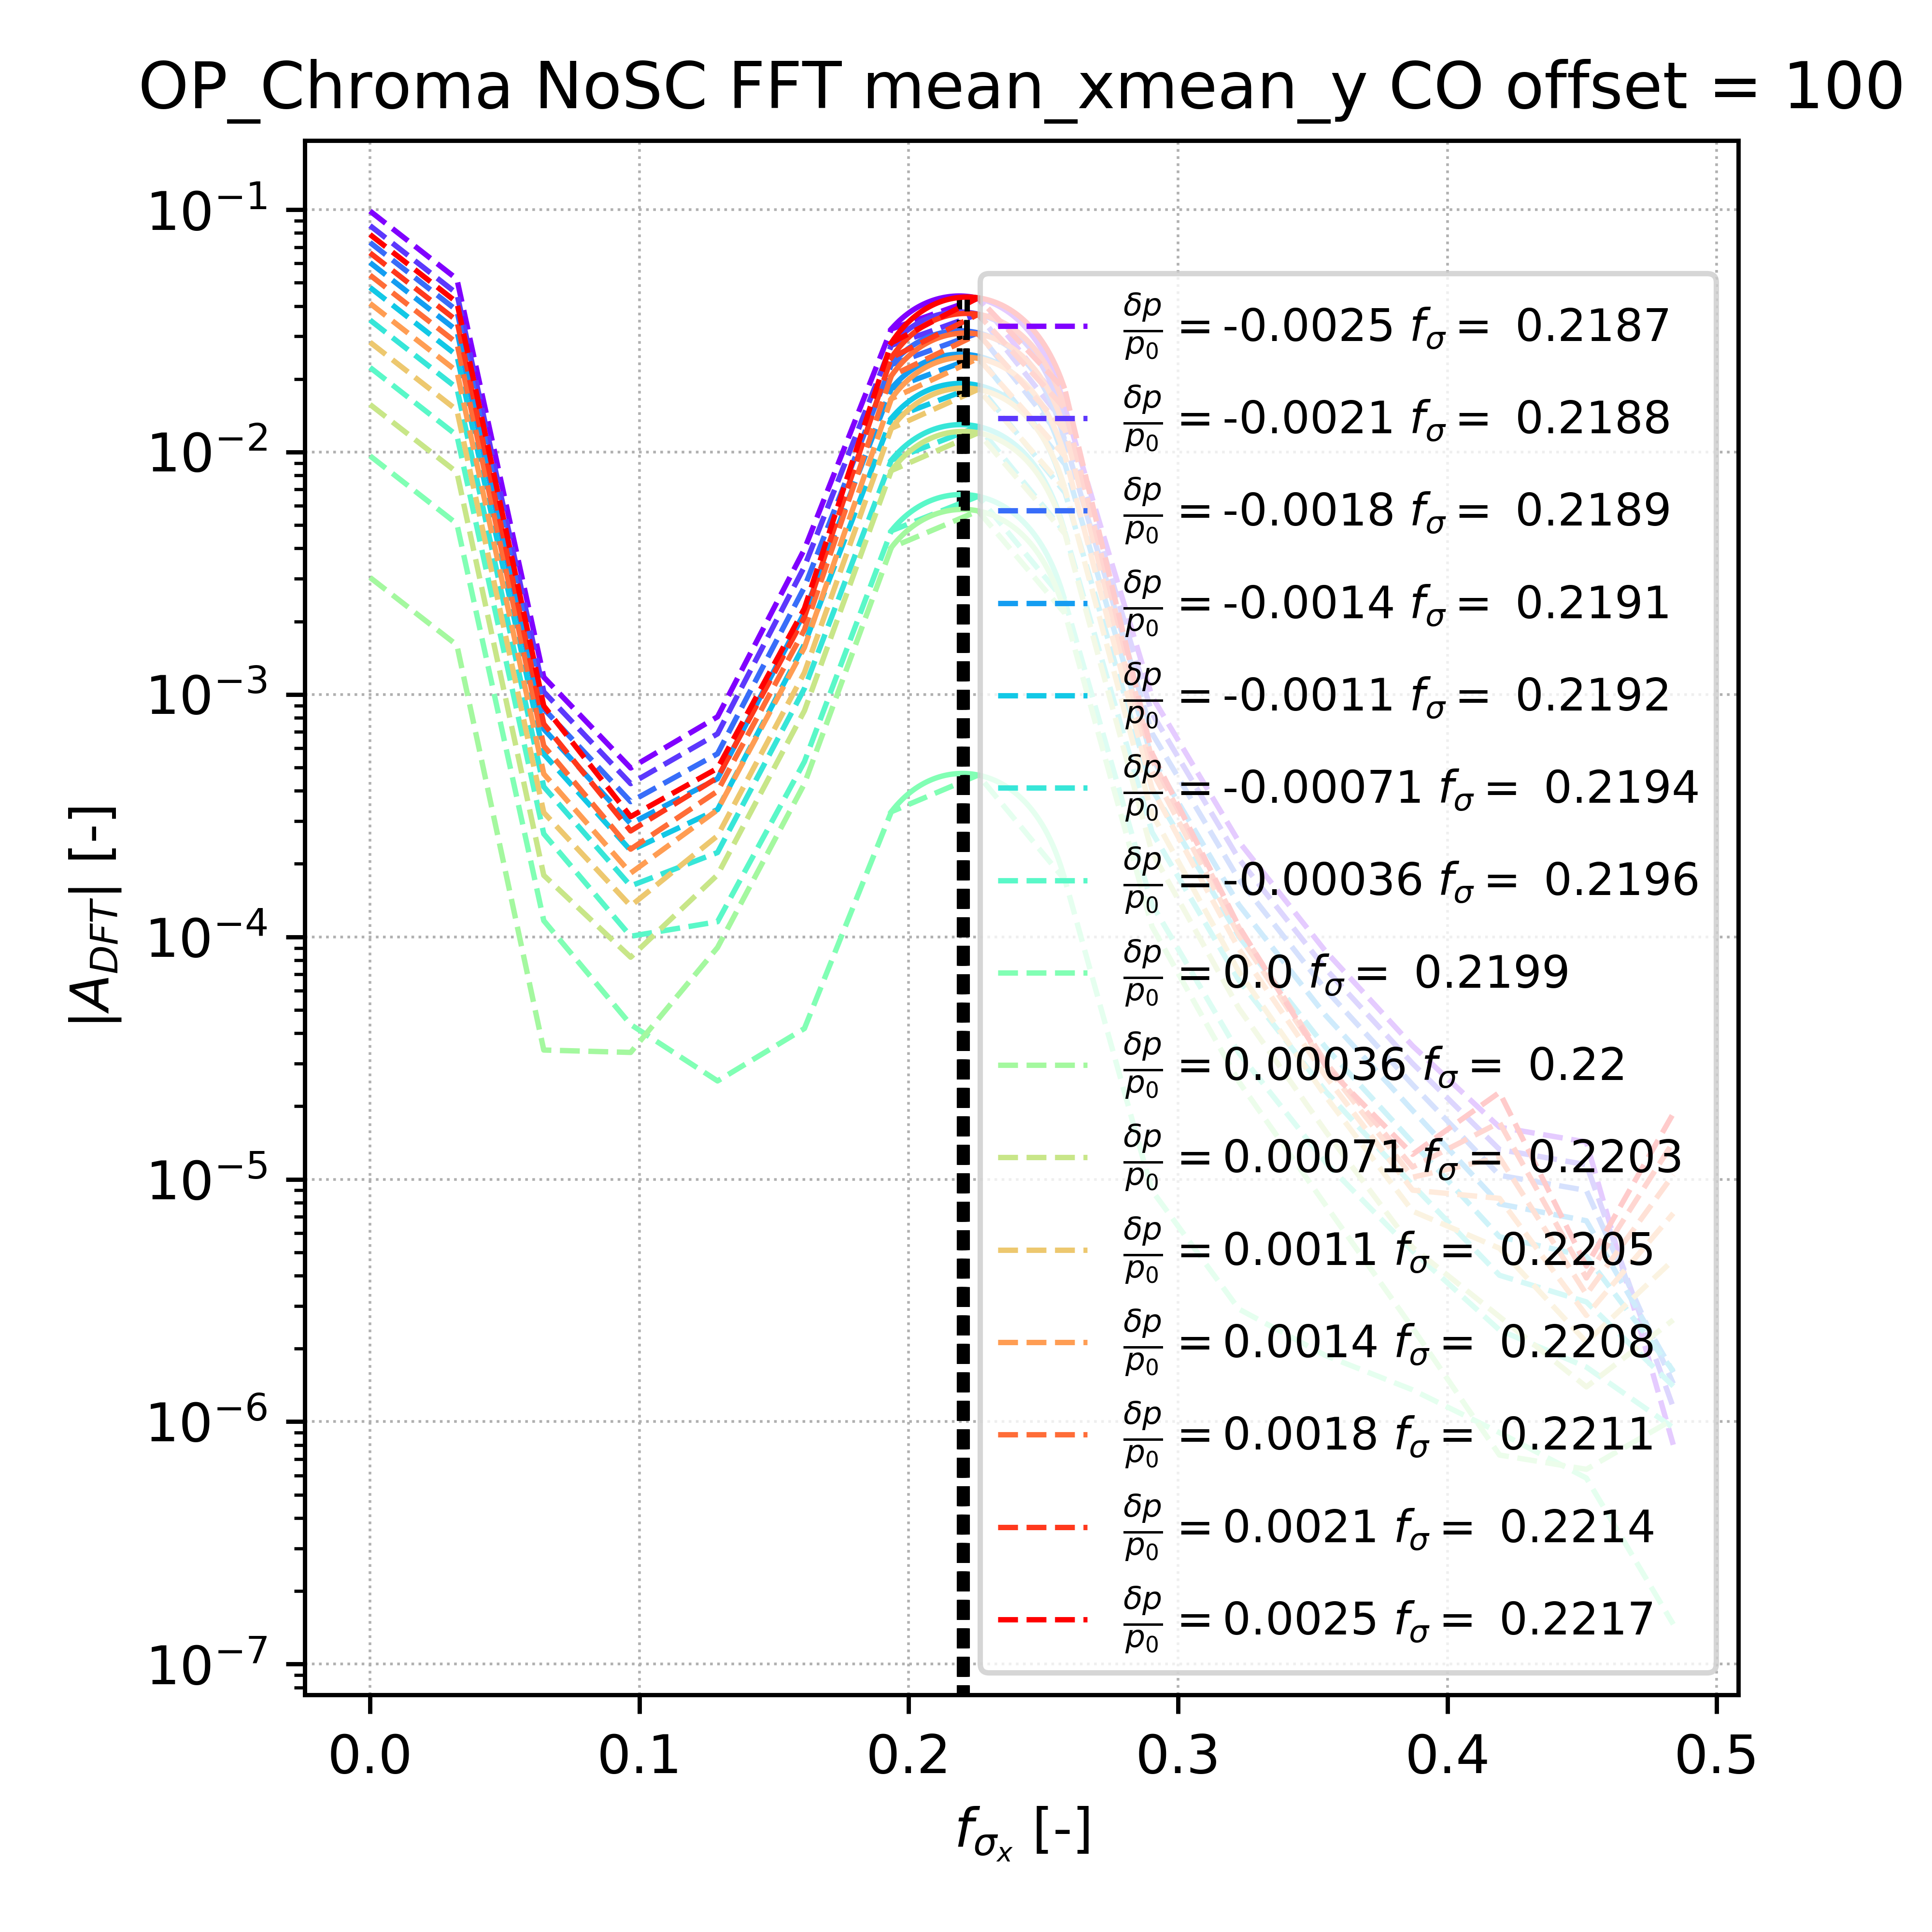 OP_Chroma NoSC FFT mean_xmean_y CO offset = 100
|A_{DFT}| [-]
10^{-1}
10^{-2}
10^{-3}
10^{-4}
10^{-5}
10^{-6}
10^{-7}
δp/p₀ = -0.0025 f_σ = 0.2187
δp/p₀ = -0.0021 f_σ = 0.2188
δp/p₀ = -0.0018 f_σ = 0.2189
δp/p₀ = -0.0014 f_σ = 0.2191
δp/p₀ = -0.0011 f_σ = 0.2192
δp/p₀ = -0.00071 f_σ = 0.2194
δp/p₀ = -0.00036 f_σ = 0.2196
δp/p₀ = 0.0 f_σ = 0.2199
δp/p₀ = 0.00036 f_σ = 0.22
δp/p₀ = 0.00071 f_σ = 0.2203
δp/p₀ = 0.0011 f_σ = 0.2205
δp/p₀ = 0.0014 f_σ = 0.2208
δp/p₀ = 0.0018 f_σ = 0.2211
δp/p₀ = 0.0021 f_σ = 0.2214
δp/p₀ = 0.0025 f_σ = 0.2217
0.0 0.1 0.2 0.3 0.4 0.5
f_{σ_x} [-]